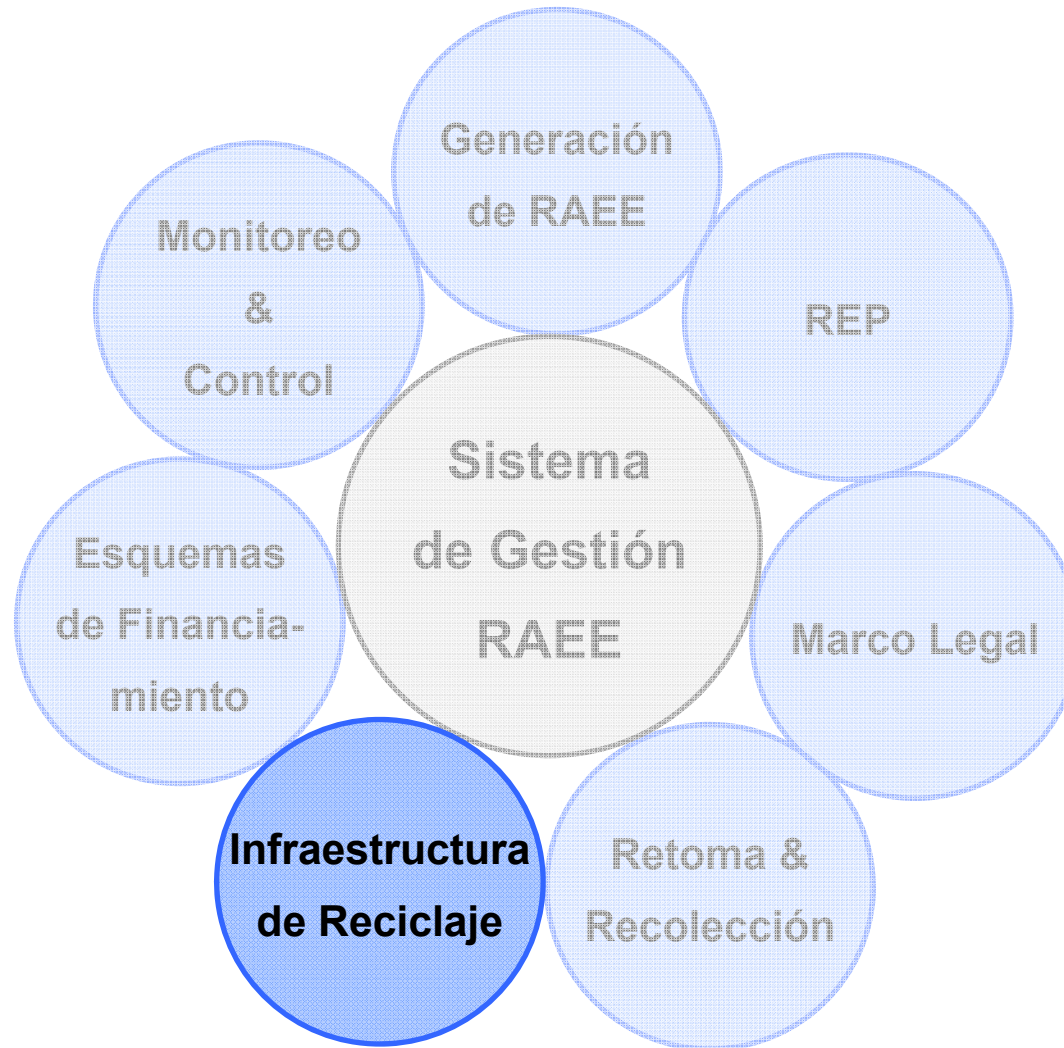 Generación
de RAEE
Monitoreo
&
Control
REP
Sistema
de Gestión
RAEE
Esquemas
de Financia-
miento
Marco Legal
Infraestructura
de Reciclaje
Retoma &
Recolección